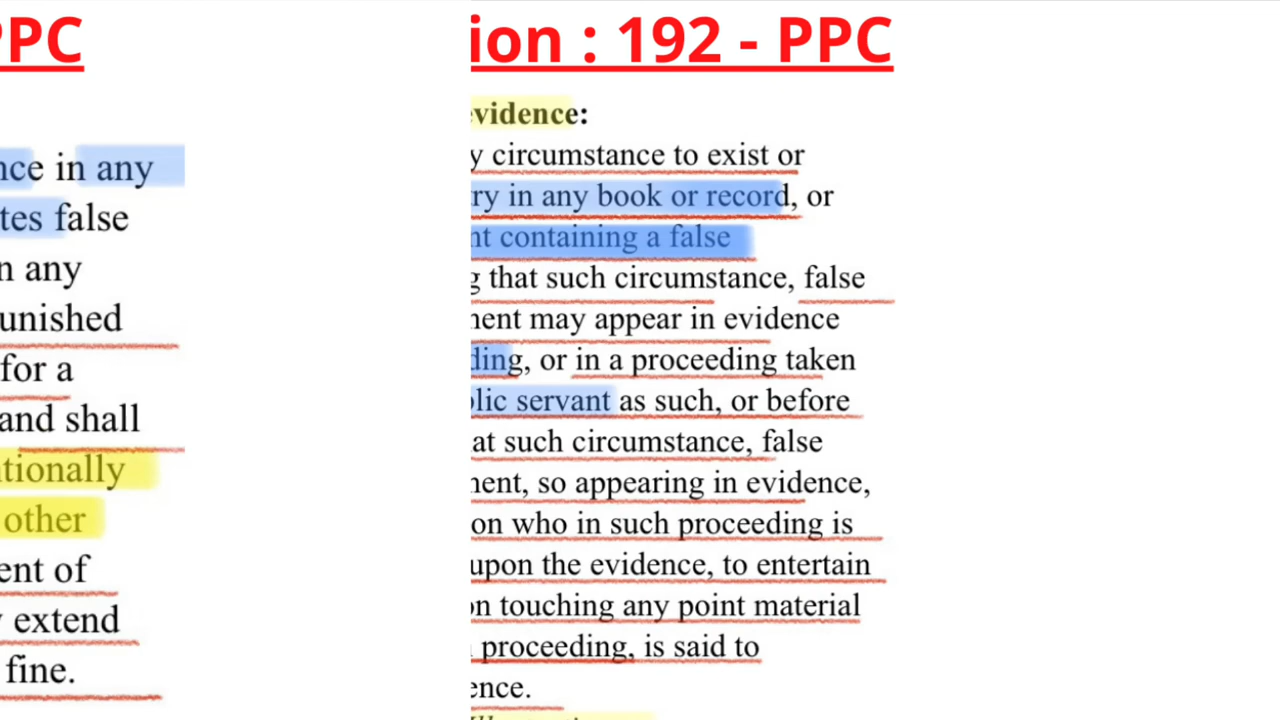 PPC
nce in any
tes false
n any
unished
for a
and shall
tionally
other
ent of
extend
fine.
ion : 192 - PPC
evidence:
y circumstance to exist or
ry in any book or record, or
nt containing a false
g that such circumstance, false
nent may appear in evidence
ding, or in a proceeding taken
lic servant as such, or before
at such circumstance, false
nent, so appearing in evidence,
on who in such proceeding is
upon the evidence, to entertain
on touching any point material
proceeding, is said to
ence.